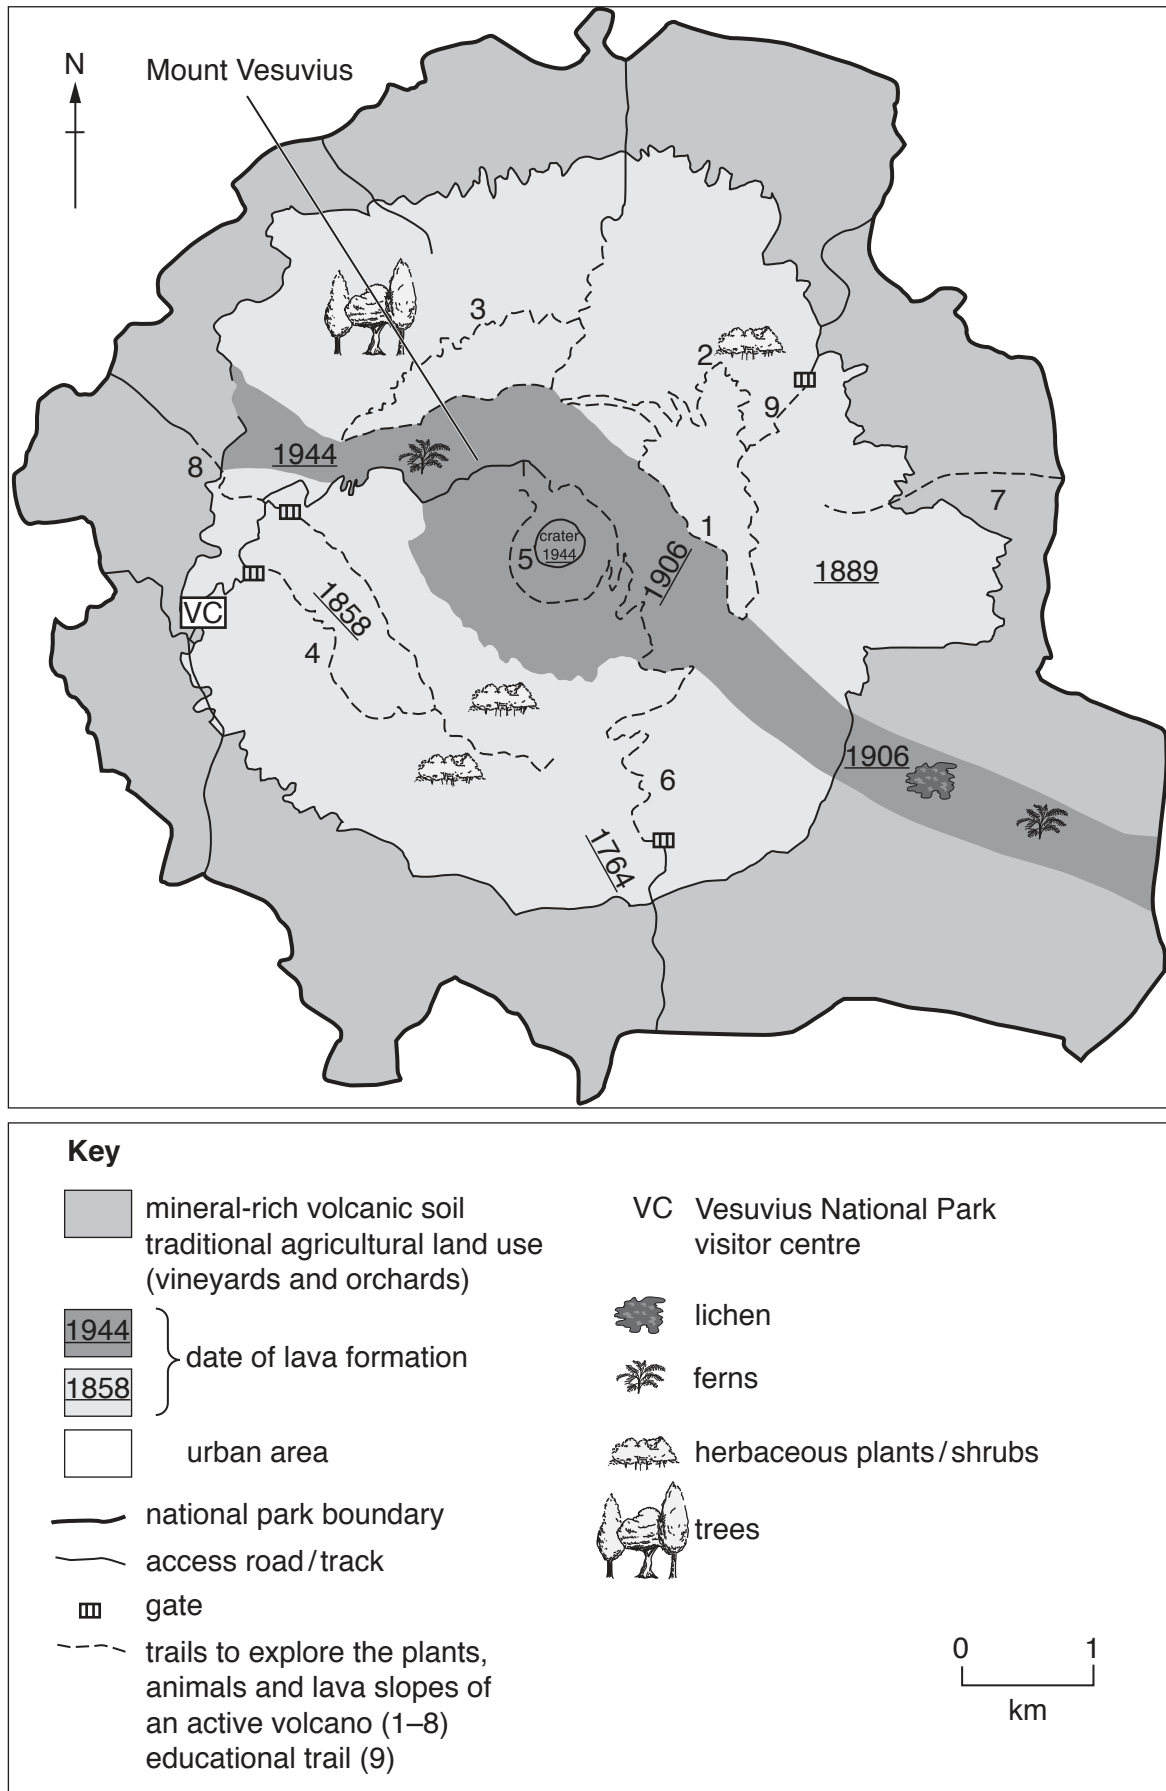 N
Mount Vesuvius
3
2
9
8
1944
7
1
crater
1944
5
1906
1889
1858
VC
4
1906
6
1764
Key
mineral-rich volcanic soil
traditional agricultural land use
(vineyards and orchards)
1944
date of lava formation
1858
urban area
national park boundary
access road/track
gate
trails to explore the plants,
animals and lava slopes of
an active volcano (1–8)
educational trail (9)
VC Vesuvius National Park
visitor centre
lichen
ferns
herbaceous plants/shrubs
trees
0 1
km